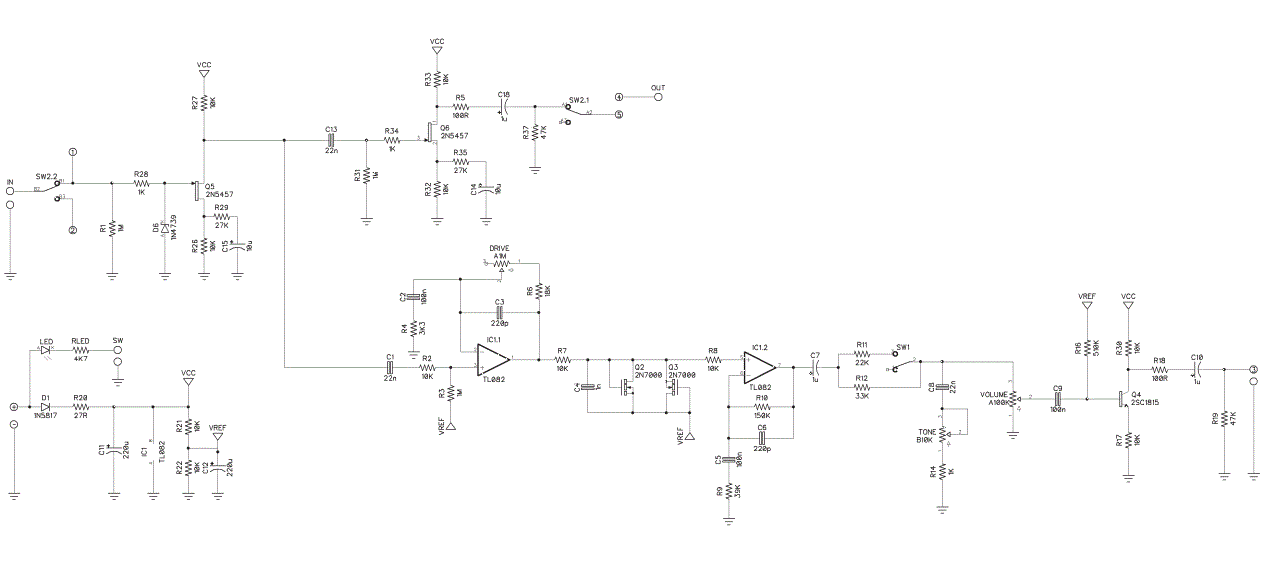 VCC
R33
10K
OUT
C18
R5
100R
1u
SW2.1
4
5
R37
47K
VCC
R27
10K
C13
22n
R34
1K
Q6
2N5457
R31
1M
R35
27K
R32
10K
C14
10u
1
IN
SW2.2
R28
1K
Q5
2N5457
R29
27K
R1
1M
D6
1N4739
R26
10K
C15
10u
2
DRIVE
A1M
R6
18K
C2
100n
R4
3K3
C3
220p
IC1.1
TL082
C1
22n
R2
10K
R3
1M
VREF
R7
10K
C4
1n
Q2
2N7000
Q3
2N7000
VREF
R8
10K
IC1.2
TL082
R10
150K
C6
220p
C5
100n
R9
39K
C7
1u
R11
22K
R12
33K
SW1
C8
22n
TONE
B10K
R14
1K
VOLUME
A100K
C9
100n
VREF
R16
510K
VCC
R30
10K
R18
100R
C10
1u
3
Q4
2SC1815
R17
10K
R19
47K
LED
RLED
4K7
SW
D1
1N5817
R20
27R
C11
220u
IC1
TL082
VCC
R21
10K
VREF
R22
10K
C12
220u